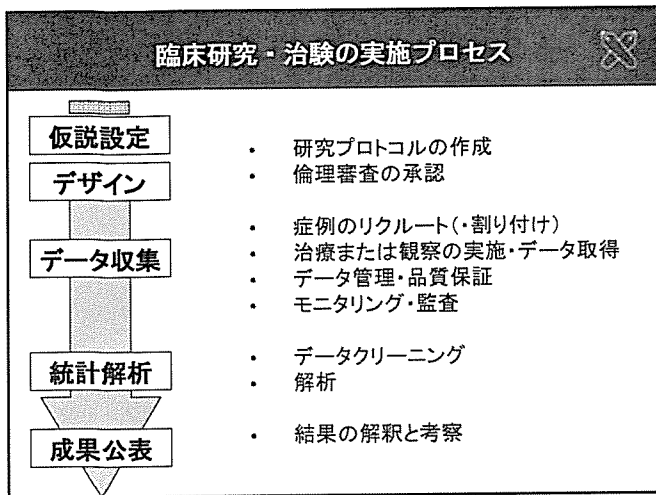 臨床研究・治験の実施プロセス
仮説設定
デザイン
・ 研究プロトコルの作成
・ 倫理審査の承認
データ収集
・ 症例のリクルート(・割り付け)
・ 治療または観察の実施・データ取得
・ データ管理・品質保証
・ モニタリング・監査
統計解析
・ データクリーニング
・ 解析
成果公表
・ 結果の解釈と考察